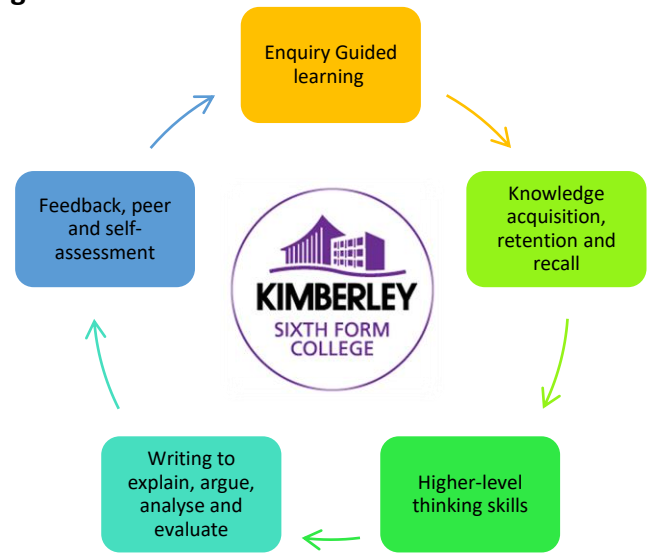 g
Enquiry Guided
learning
Knowledge
acquisition,
retention and
recall
Higher-level
thinking skills
Writing to
explain, argue,
analyse and
evaluate
Feedback, peer
and self-
assessment
KIMBERLEY
SIXTH FORM
COLLEGE